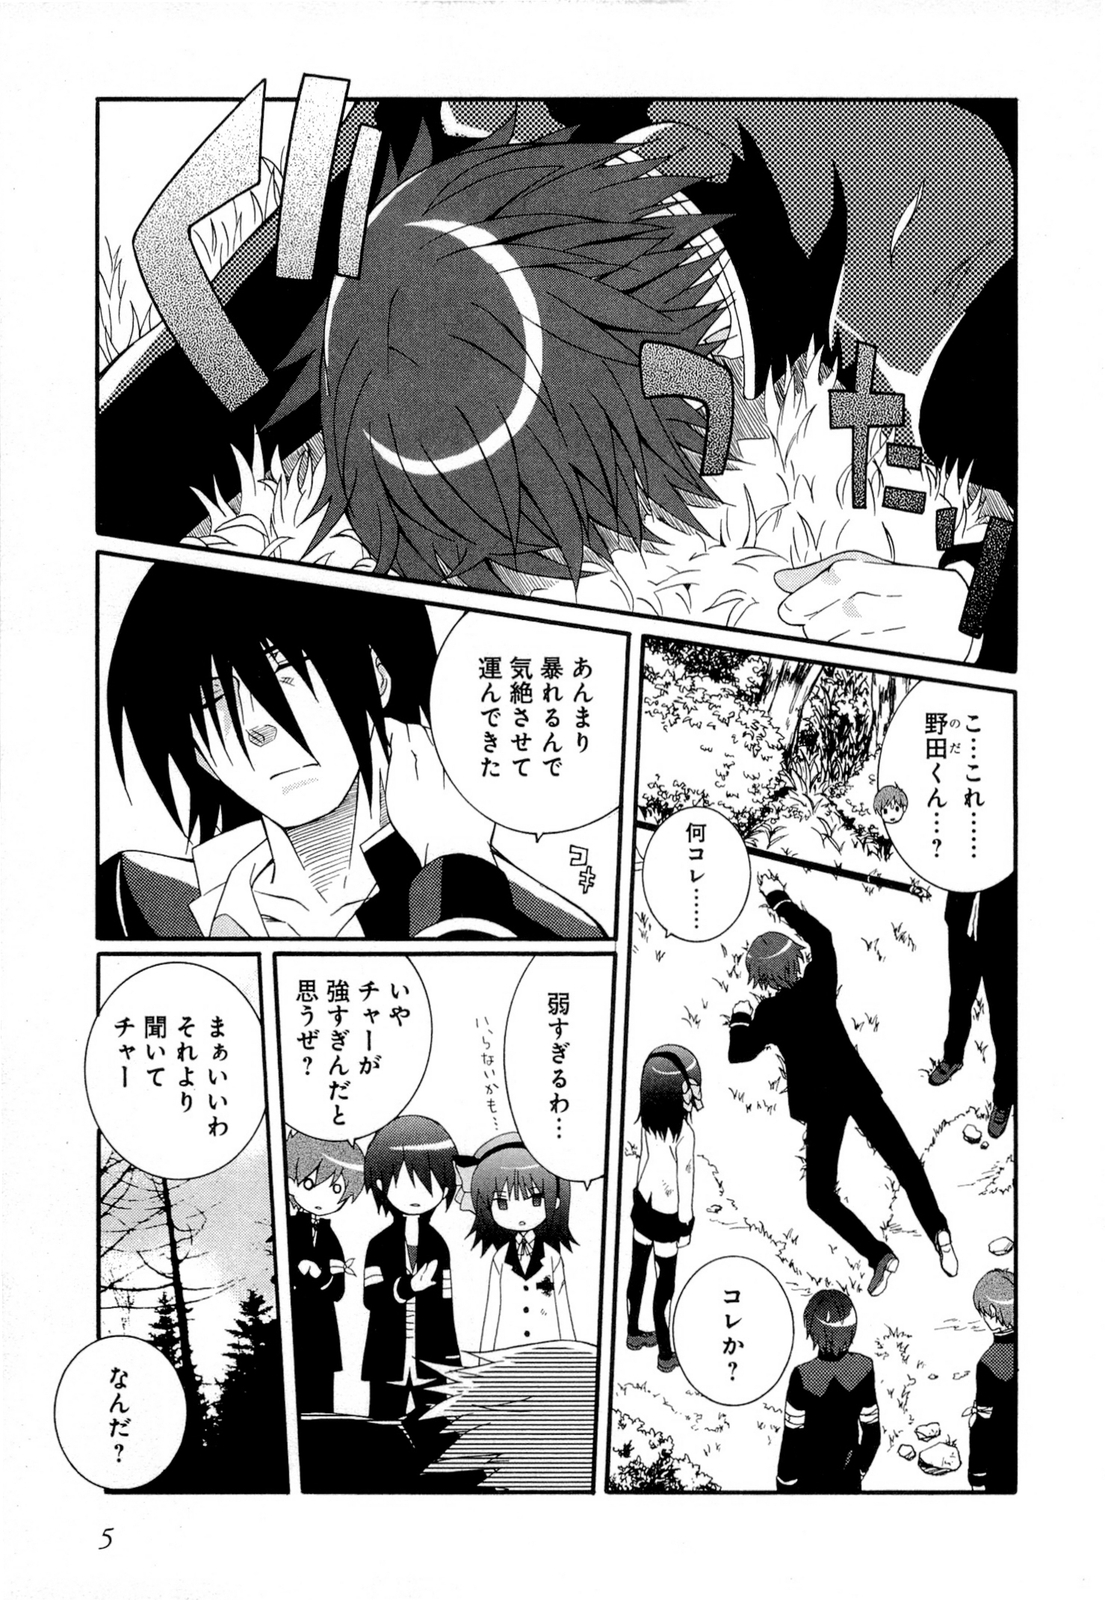 ぐったり
こ…これ……
野田くん…？
のだ
何コレ……
コレか？
あんまり
暴れるんで
気絶させて
運んできた
コキ
弱すぎるわ…
いらないかも…
いや
チャーが
強すぎんだと
思うぜ？
まぁいいわ
それより
聞いて
チャー
なんだ？
5